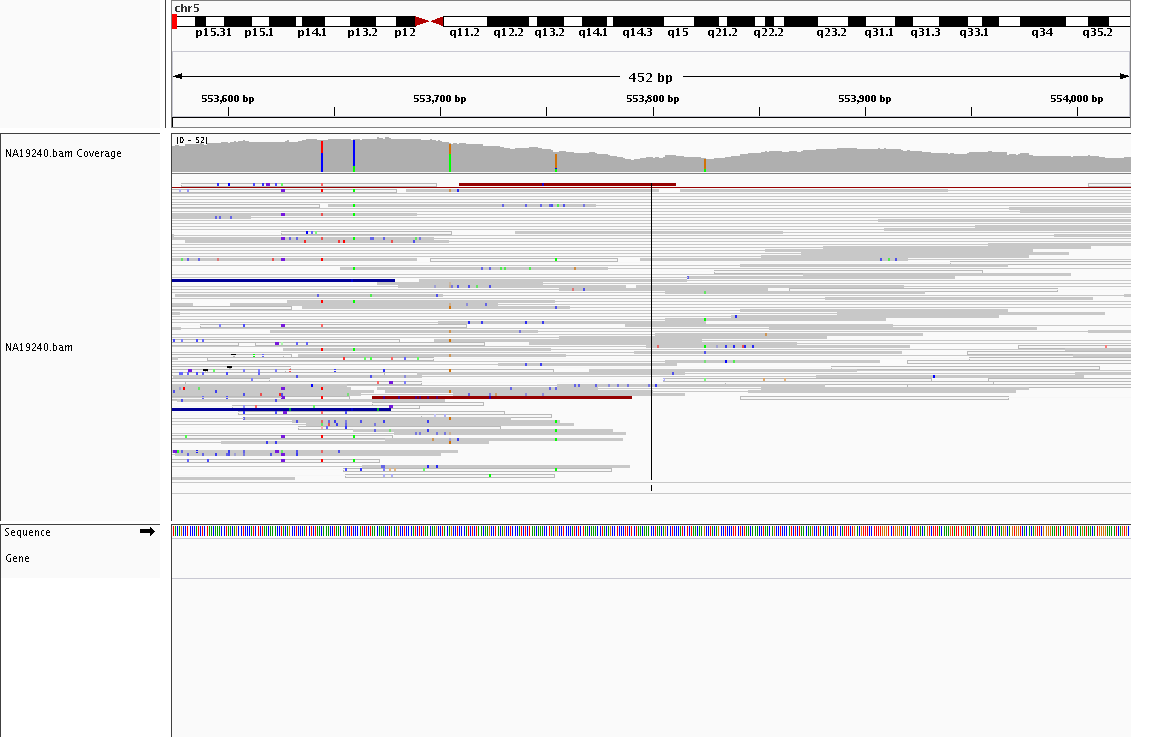 chr5
p15.31 p15.1 p14.1 p13.2 p12 q11.2 q12.2 q13.2 q14.1 q14.3 q15 q21.2 q22.2 q23.2 q31.1 q31.3 q33.1 q34 q35.2
452 bp
553,600 bp 553,700 bp 553,800 bp 553,900 bp 554,000 bp
[0 - 52]
NA19240.bam Coverage
NA19240.bam
Sequence
Gene